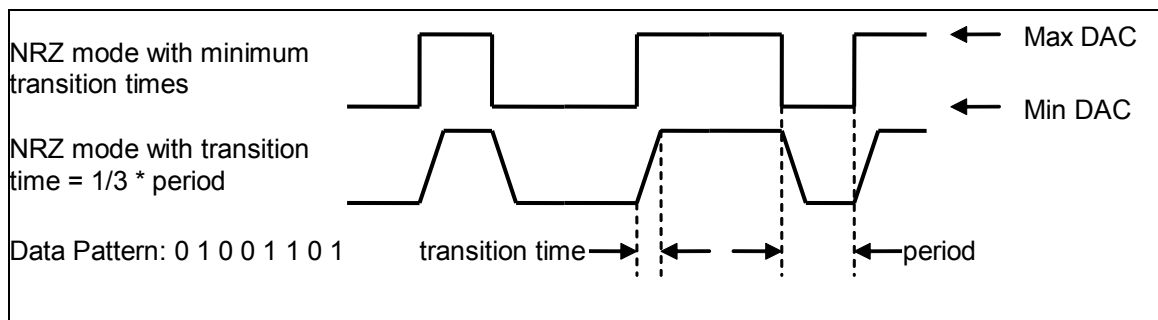 NRZ mode with minimum
transition times
Max DAC
Min DAC
NRZ mode with transition
time = 1/3 * period
Data Pattern: 0 1 0 0 1 1 0 1
transition time
period